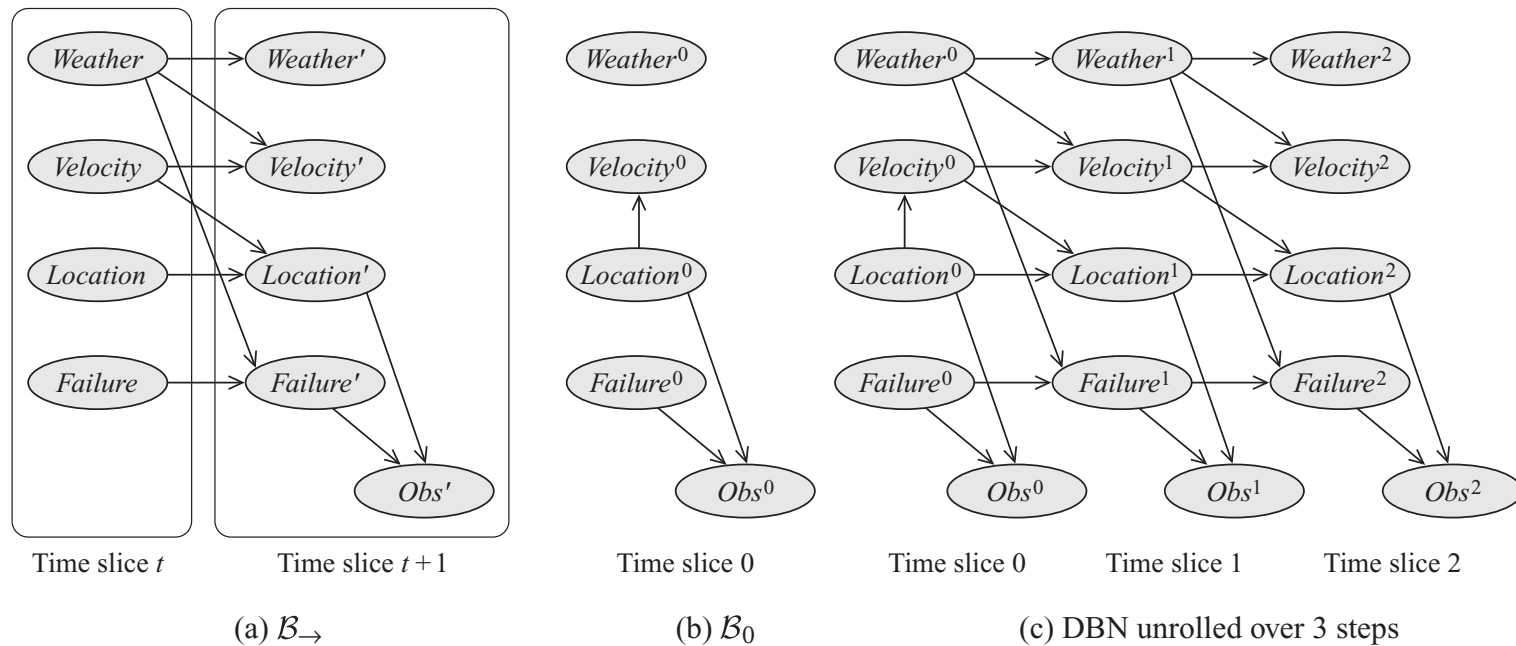 Weather Weather′ Weather⁰ Weather⁰ Weather¹ Weather²
Velocity Velocity′ Velocity⁰ Velocity⁰ Velocity¹ Velocity²
Location Location′ Location⁰ Location⁰ Location¹ Location²
Failure Failure′ Failure⁰ Failure⁰ Failure¹ Failure²
Obs′ Obs⁰ Obs⁰ Obs¹ Obs²
Time slice t Time slice t+1 Time slice 0 Time slice 0 Time slice 1 Time slice 2
(a) ℬ→ (b) ℬ₀ (c) DBN unrolled over 3 steps